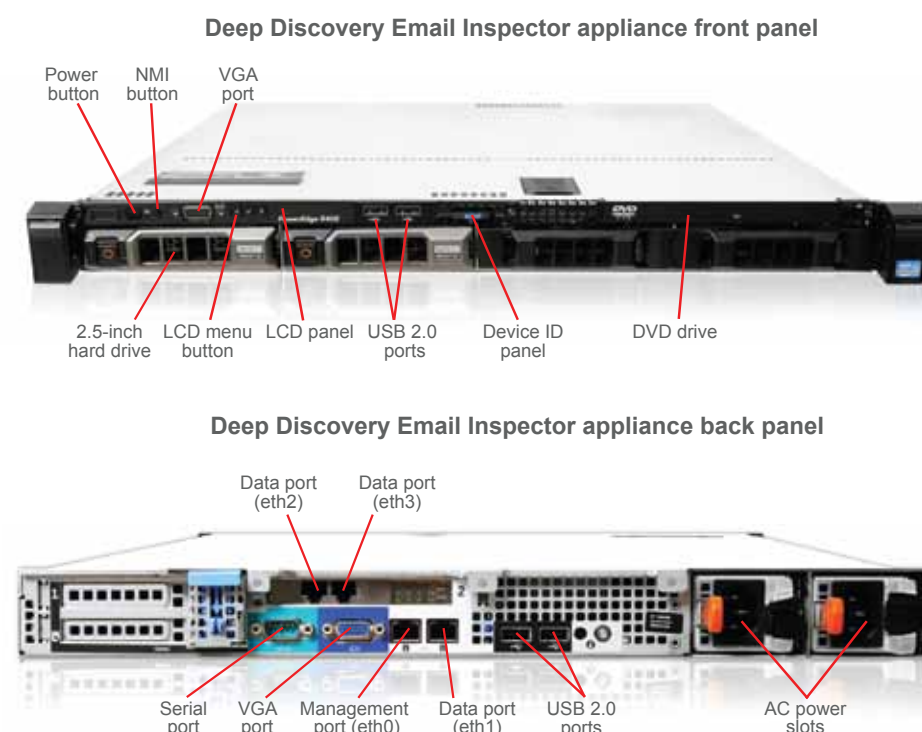 Deep Discovery Email Inspector appliance front panel
Power
button
NMI
button
VGA
port
2.5-inch
hard drive
LCD menu
button
LCD panel
USB 2.0
ports
Device ID
panel
DVD drive
Deep Discovery Email Inspector appliance back panel
Data port
(eth2)
Data port
(eth3)
1
2
Serial
port
VGA
port
Management
port (eth0)
Data port
(eth1)
USB 2.0
ports
AC power
slots